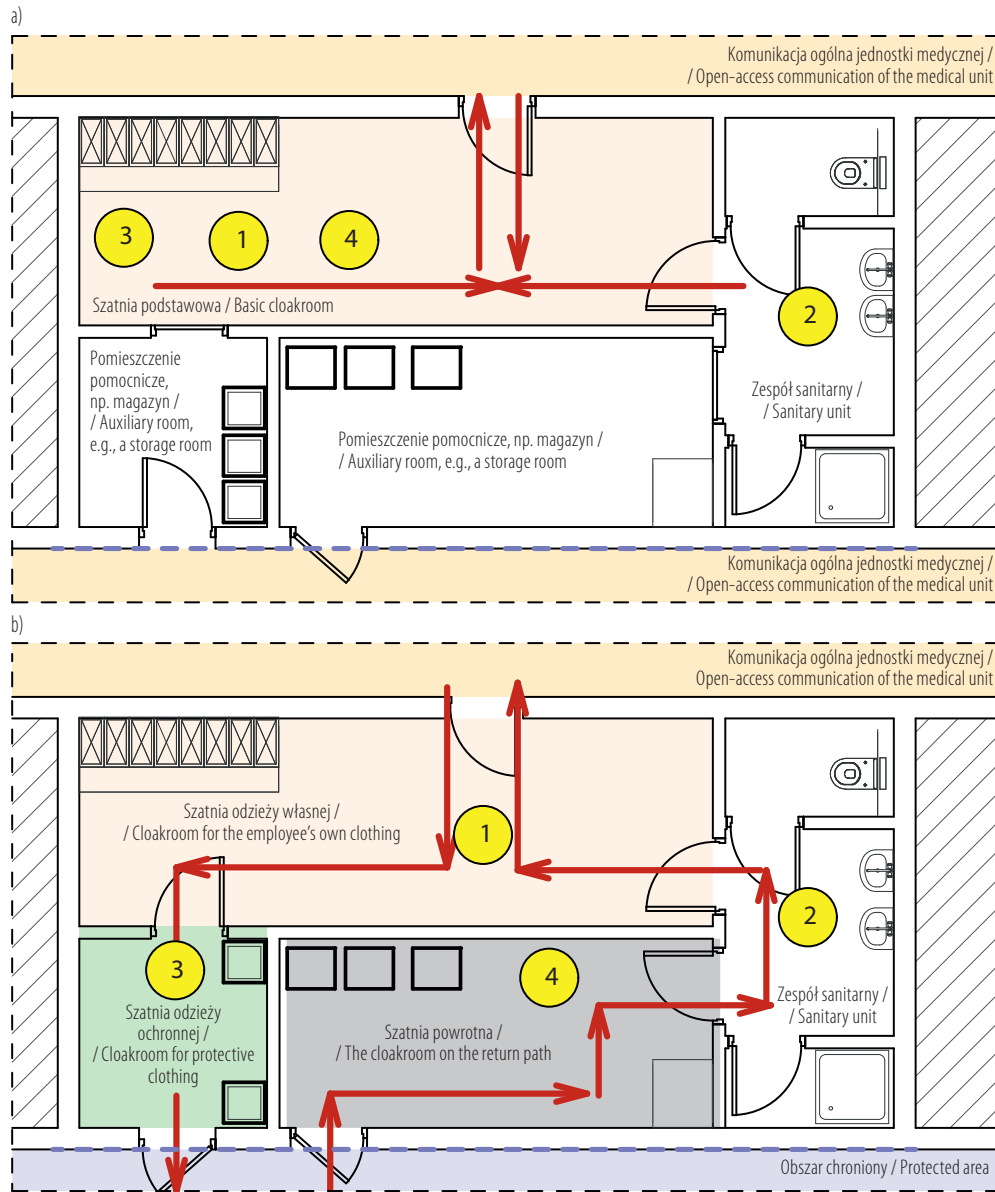 a)
Komunikacja ogólna jednostki medycznej /
/ Open-access communication of the medical unit
3
1
4
Szatnia podstawowa / Basic cloakroom
2
Pomieszczenie
pomocnicze,
np. magazyn /
/ Auxiliary room,
e.g., a storage room
Pomieszczenie pomocnicze, np. magazyn /
/ Auxiliary room, e.g., a storage room
Zespół sanitarny /
/ Sanitary unit
Komunikacja ogólna jednostki medycznej /
/ Open-access communication of the medical unit
b)
Komunikacja ogólna jednostki medycznej /
Open-access communication of the medical unit
Szatnia odzieży własnej /
/ Cloakroom for the employee's own clothing
1
2
3
4
Szatnia odzieży
ochronnej /
/ Cloakroom for protective
clothing
Szatnia powrotna /
/ The cloakroom on the return path
Zespół sanitarny /
/ Sanitary unit
Obszar chroniony / Protected area